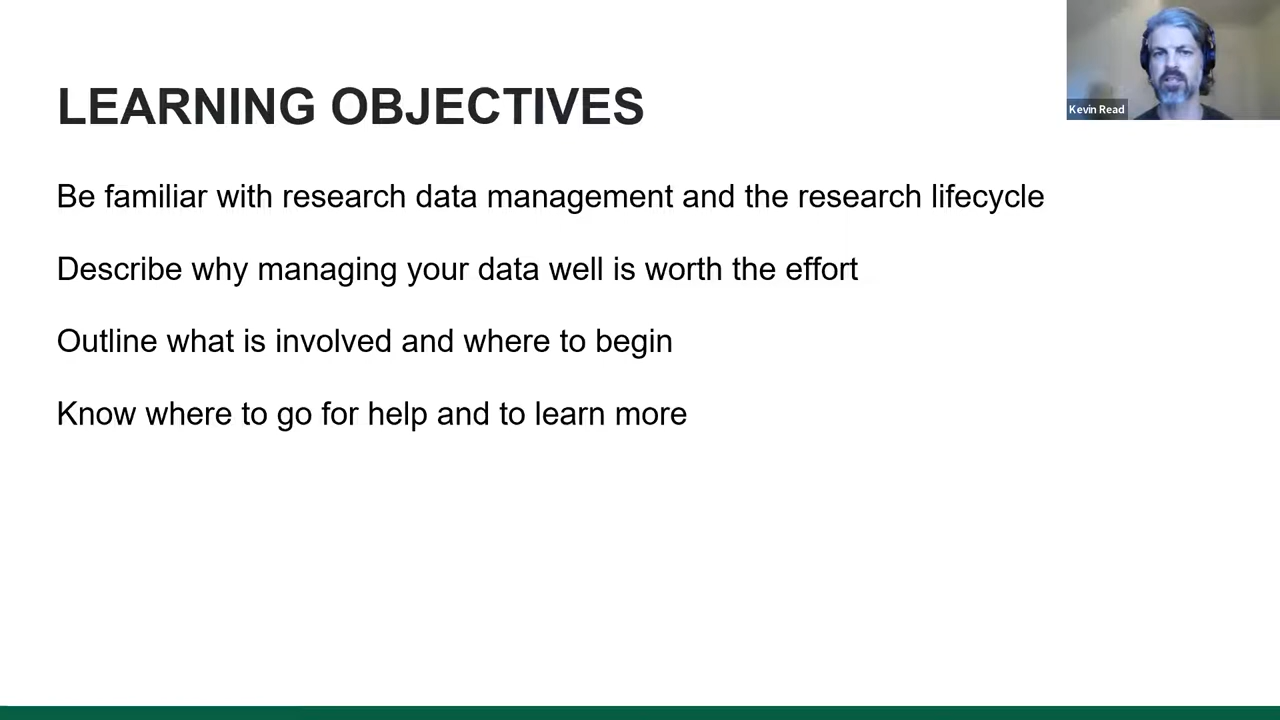 LEARNING OBJECTIVES
Kevin Read
Be familiar with research data management and the research lifecycle
Describe why managing your data well is worth the effort
Outline what is involved and where to begin
Know where to go for help and to learn more